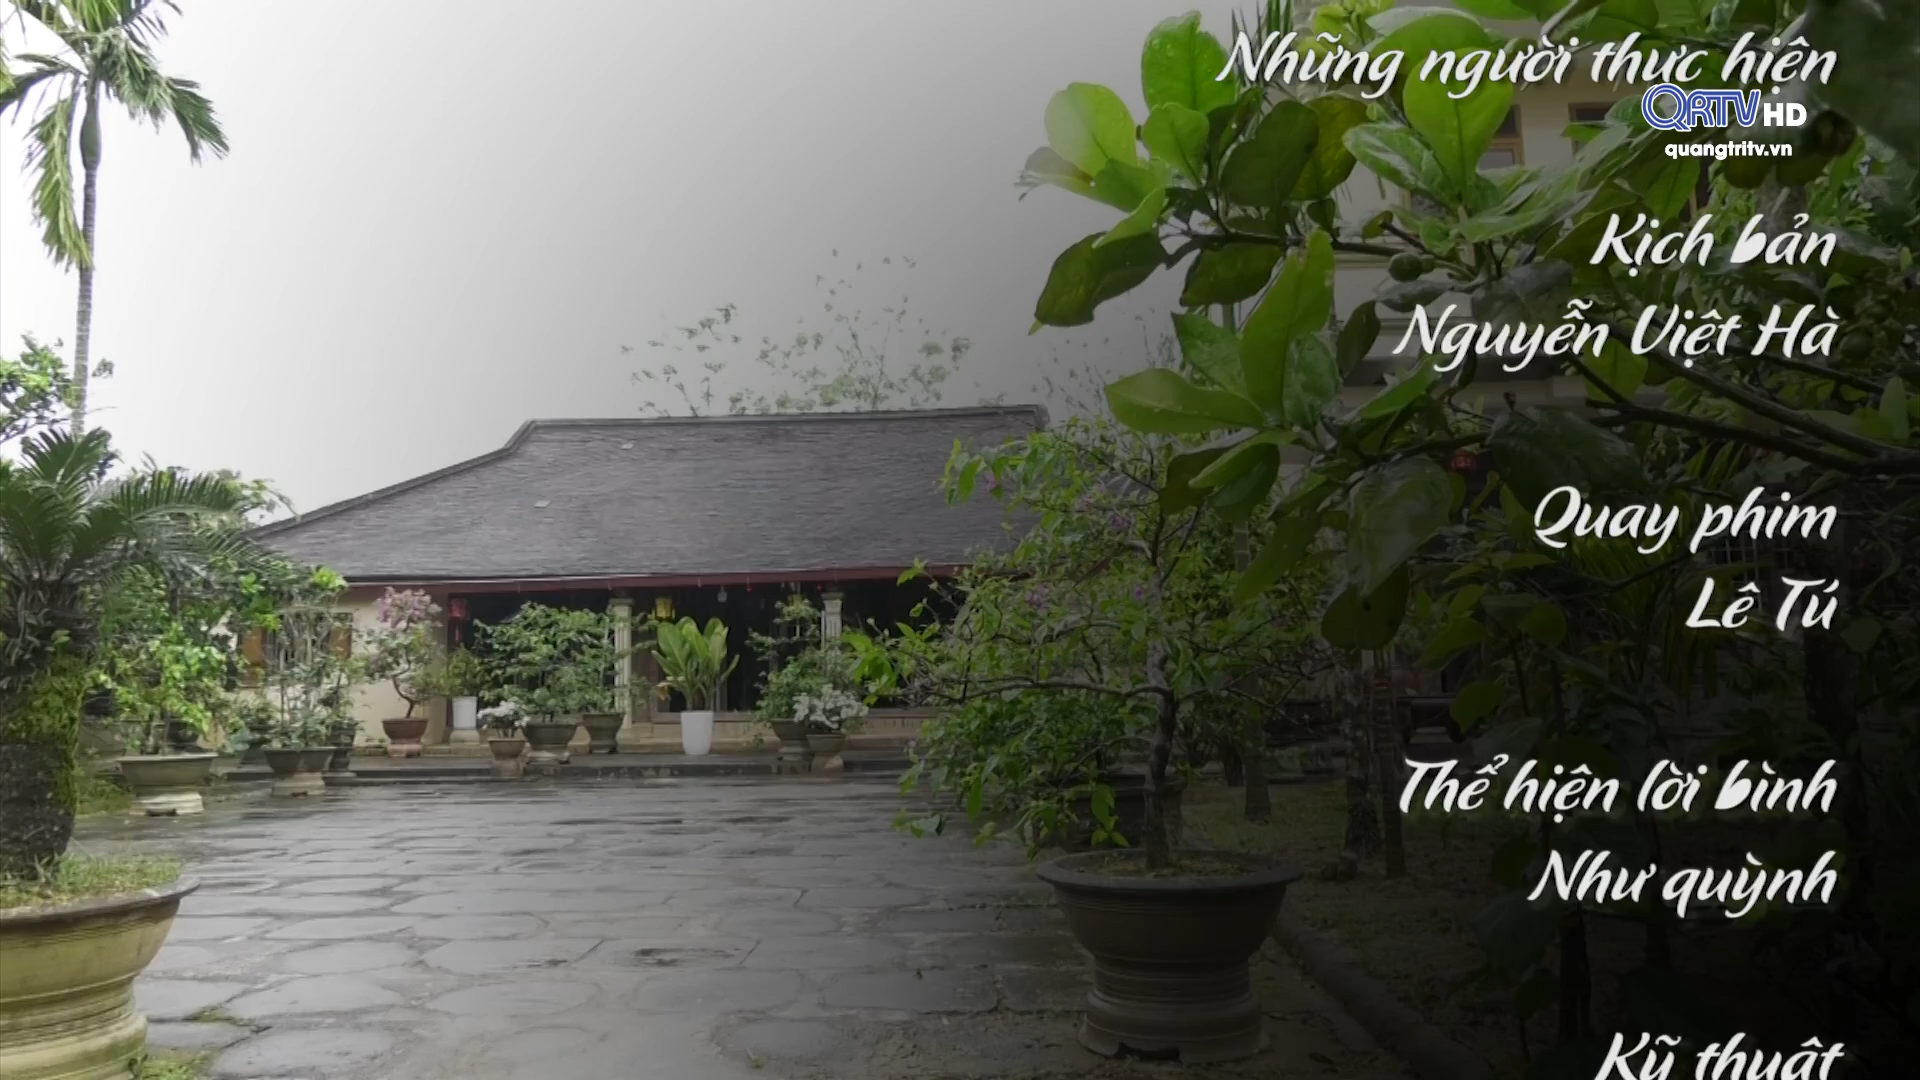 Những người thực hiện
QRTV HD
quangtritv.vn
Kịch bản
Nguyễn Việt Hà
Quay phim
Lê Tú
Thể hiện lời bình
Như quỳnh
Kỹ thuật